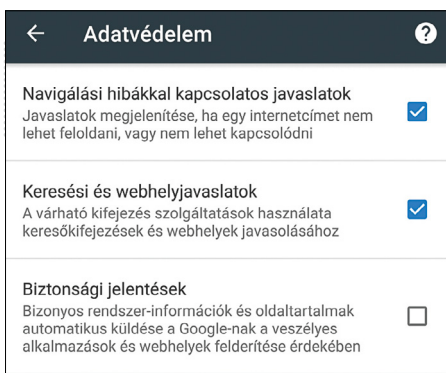 Adatvédelem
Navigálási hibákkal kapcsolatos javaslatok
Javaslatok megjelenítése, ha egy internetcímet nem
lehet feloldani, vagy nem lehet kapcsolódni
Keresési és webhelyjavaslatok
A várható kifejezés szolgáltatások használata
keresőkifejezések és webhelyek javasolásához
Biztonsági jelentések
Bizonyos rendszer-információk és oldaltartalmak
automatikus küldése a Google-nak a veszélyes
alkalmazások és webhelyek felderítése érdekében